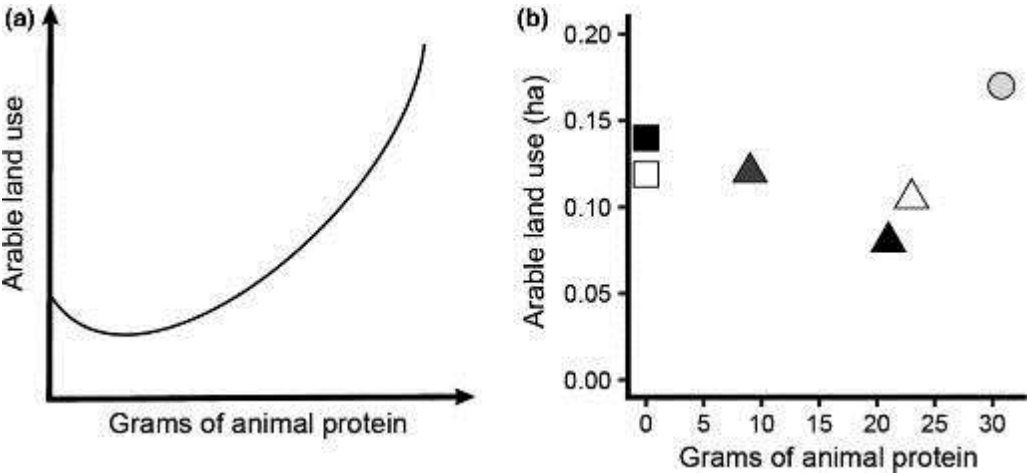 (a)
Arable land use
Grams of animal protein
(b)
Arable land use (ha)
0.20
0.15
0.10
0.05
0.00
0 5 10 15 20 25 30
Grams of animal protein